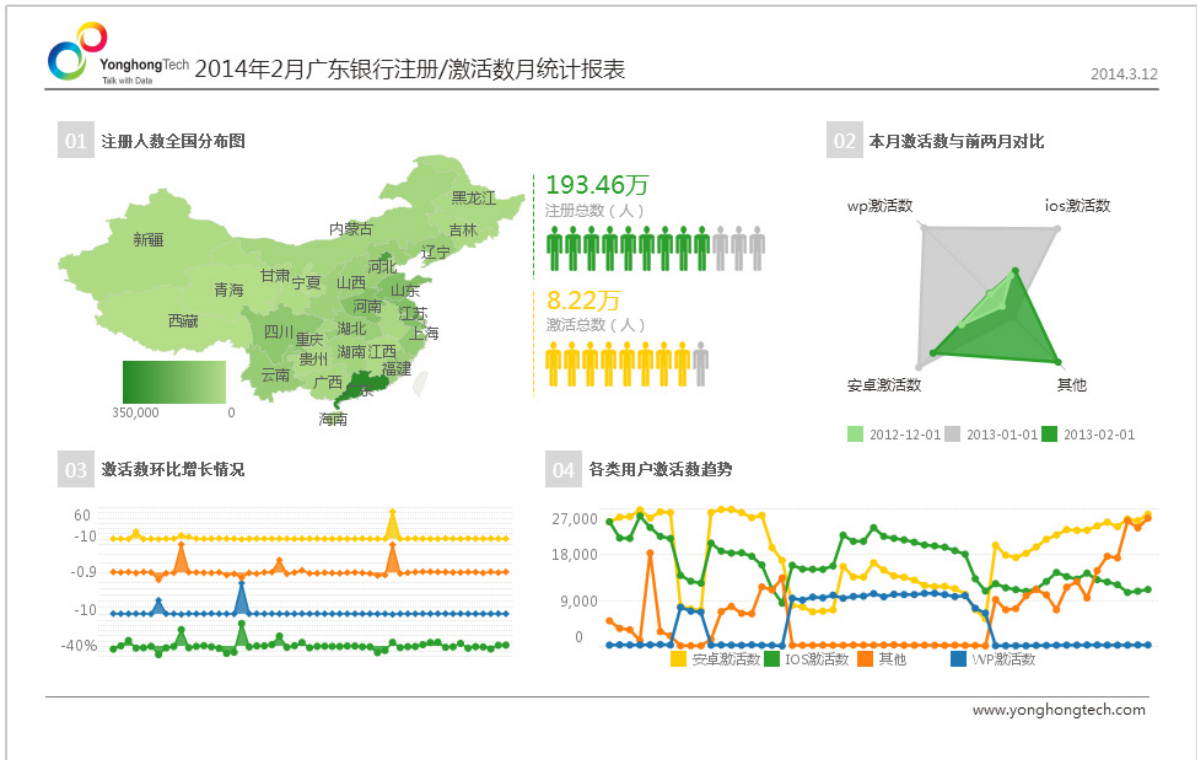 YonghongTech
Talk with Data
2014年2月广东银行注册/激活数月统计报表
2014.3.12
01 注册人数全国分布图
黑龙江
内蒙古
吉林
新疆
辽宁
河北
甘肃
宁夏
山西
青海
山东
河南
江苏
西藏
四川
重庆
湖北
上海
贵州
湖南
江西
福建
云南
广西
东
海南
350,000
0
193.46万
注册总数（人）
8.22万
激活总数（人）
02 本月激活数与前两月对比
wp激活数
ios激活数
安卓激活数
其他
2012-12-01 2013-01-01 2013-02-01
03 激活数环比增长情况
60
-10
-0.9
-10
-40%
04 各类用户激活数趋势
27,000
18,000
9,000
0
安卓激活数 IOS激活数 其他 WP激活数
www.yonghongtech.com